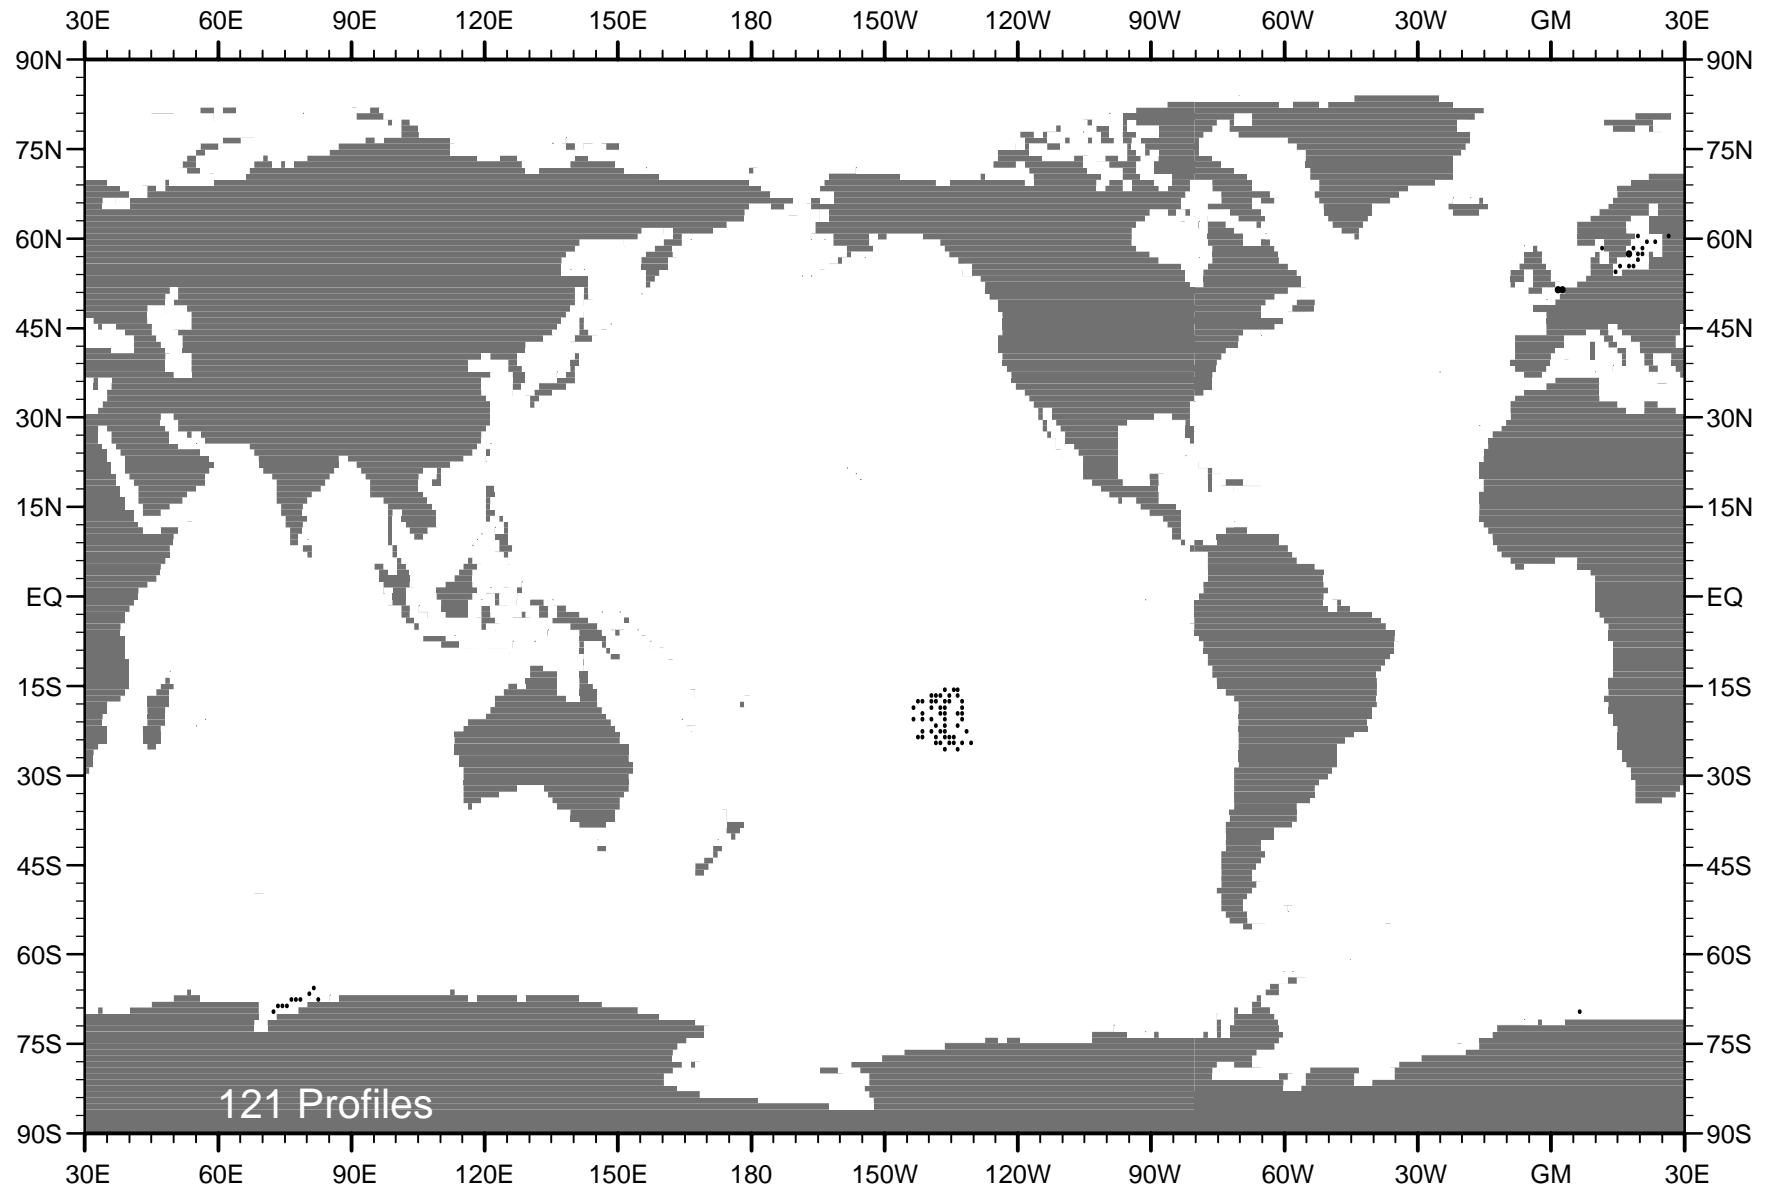 30E 60E 90E 120E 150E 180 150W 120W 90W 60W 30W GM 30E
90N 90N
75N 75N
60N 60N
45N 45N
30N 30N
15N 15N
EQ EQ
15S 15S
30S 30S
45S 45S
60S 60S
75S 75S
121 Profiles
90S 90S
30E 60E 90E 120E 150E 180 150W 120W 90W 60W 30W GM 30E